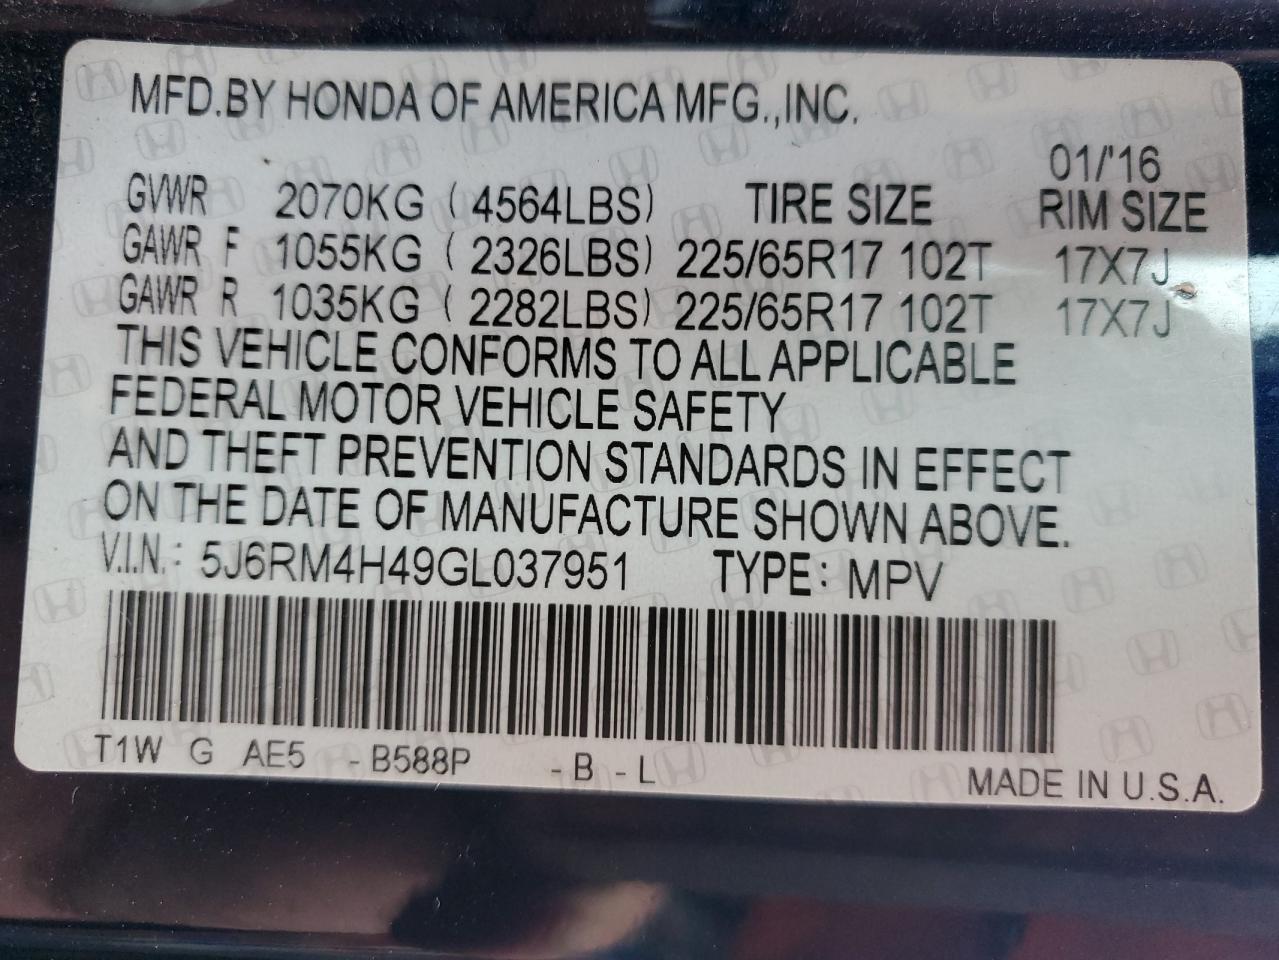 MFD.BY HONDA OF AMERICA MFG.,INC.
01/'16
GVWR 2070KG ( 4564LBS) TIRE SIZE RIM SIZE
GAWR F 1055KG ( 2326LBS) 225/65R17 102T 17X7J
GAWR R 1035KG ( 2282LBS) 225/65R17 102T 17X7J
THIS VEHICLE CONFORMS TO ALL APPLICABLE
FEDERAL MOTOR VEHICLE SAFETY
AND THEFT PREVENTION STANDARDS IN EFFECT
ON THE DATE OF MANUFACTURE SHOWN ABOVE.
V.I.N.: 5J6RM4H49GL037951 TYPE: MPV
T1W G AE5 -B588P - B - L
MADE IN U.S.A.